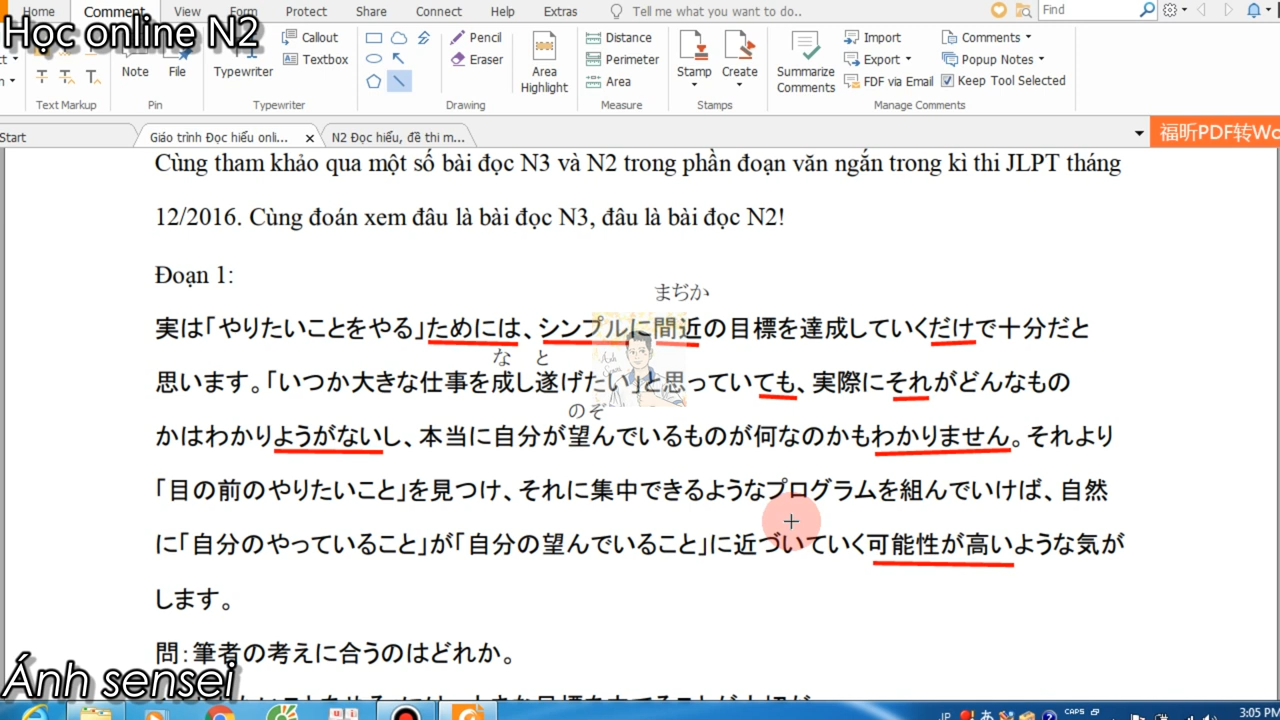 Home Comment View Form Protect Share Connect Help Extras Tell me what you want to do.. Find
Học online N2
Callout
Textbox
Note File Typewriter
Pencil
Eraser
Area Highlight
Distance
Perimeter
Area
Stamp Create
Summarize Comments
Import
Export
FDF via Email
Comments
Popup Notes
Keep Tool Selected
Text Markup Pin Typewriter Drawing Measure Stamps Manage Comments
Start Giáo trình Đọc hiểu onli... x N2 Đọc hiểu, đề thi m... 福昕PDF转Wo
Cùng tham khảo qua một số bài đọc N3 và N2 trong phần đoạn văn ngắn trong kì thi JLPT tháng
12/2016. Cùng đoán xem đâu là bài đọc N3, đâu là bài đọc N2!
Đoạn 1:
まぢか
実は「やりたいことをやる」ためには、シンプルに間近の目標を達成していくだけで十分だと
な と
思います。「いつか大きな仕事を成し遂げたい」と思っていても、実際にそれがどんなもの
のぞ
かはわかりようがないし、本当に自分が望んでいるものが何なのかもわかりません。それより
「目の前のやりたいこと」を見つけ、それに集中できるようなプログラムを組んでいけば、自然
に「自分のやっていること」が「自分の望んでいること」に近づいていく可能性が高いような気が
します。
問：筆者の考えに合うのはどれか。
Ánh sensei
JP CAPS 3:05 PM